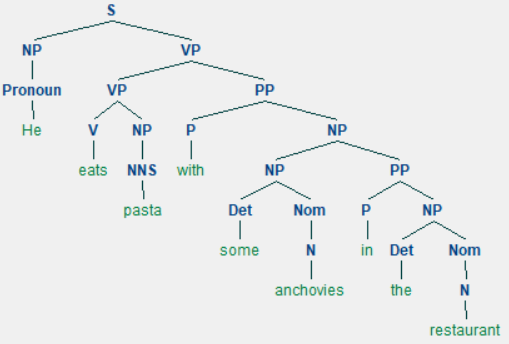 S
NP VP
Pronoun VP PP
He V NP P NP
eats NNS with NP PP
pasta Det Nom P NP
some N in Det Nom
anchovies the N
restaurant